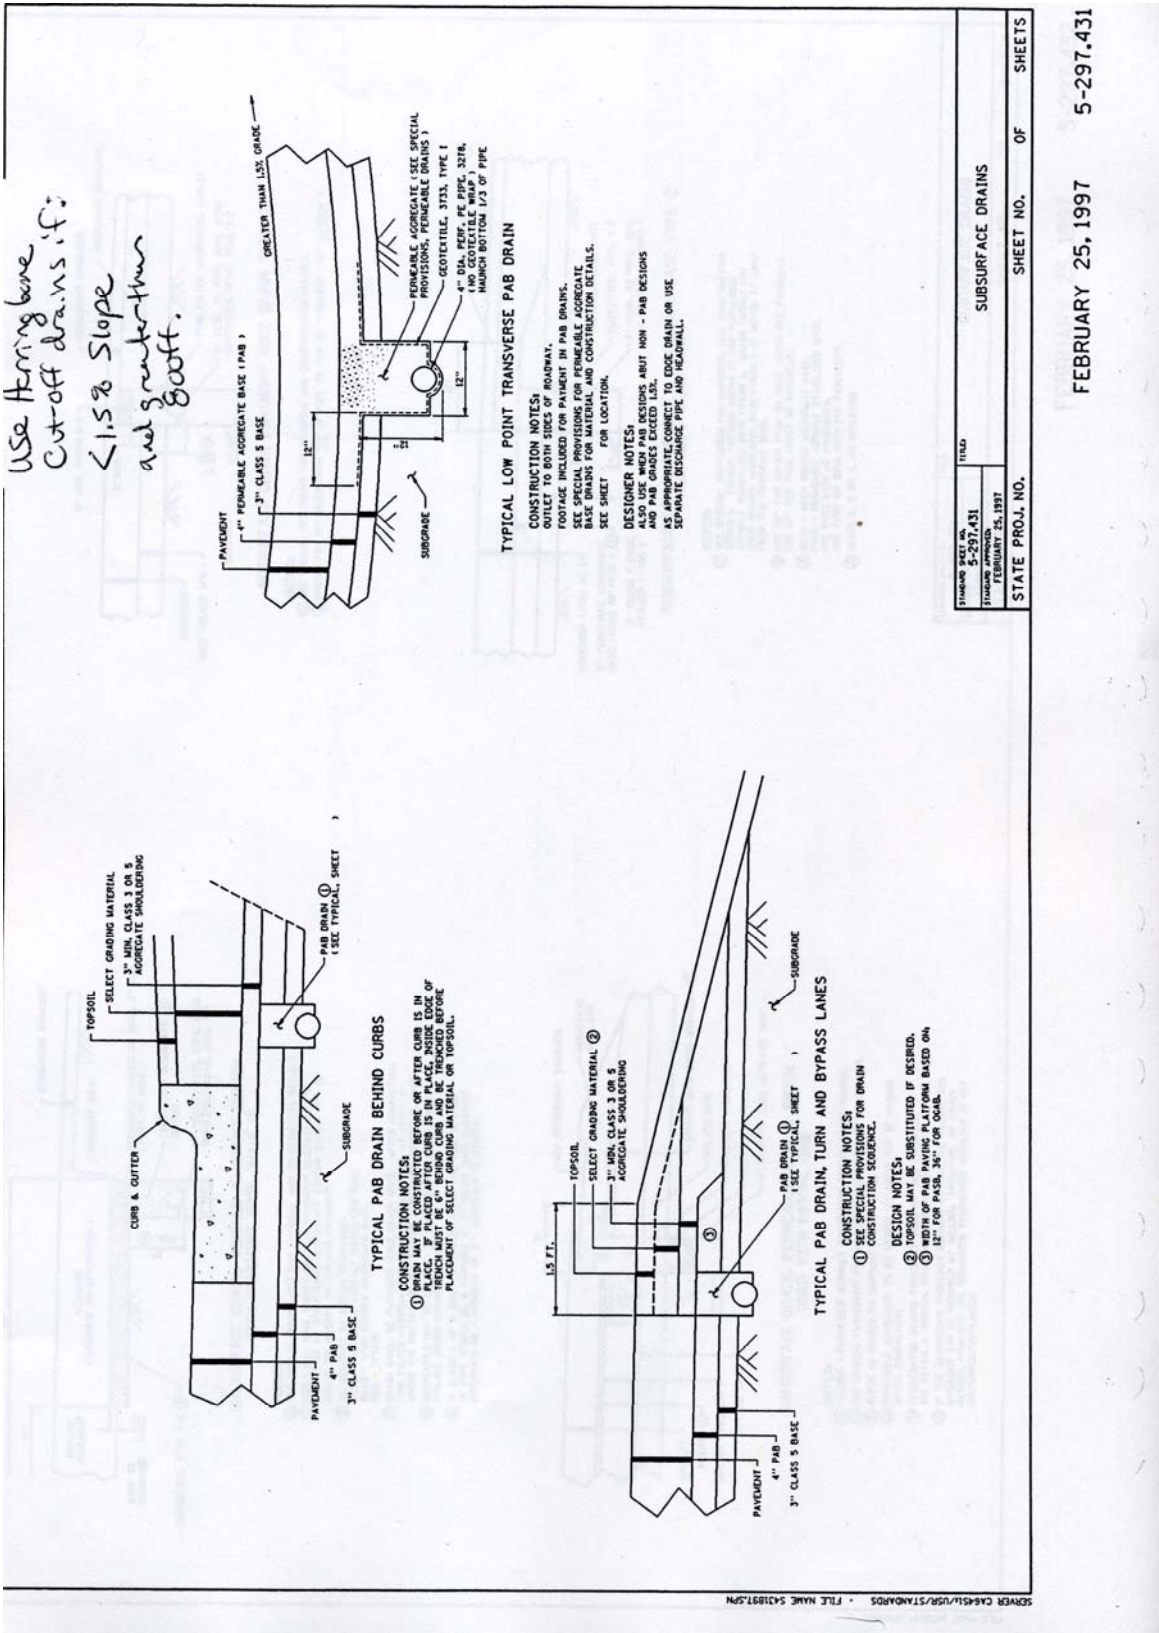 Use Herringbone
Cut-off drains if:
<1.5% Slope
and greater than
800ft.
CURB & GUTTER
TOPSOIL
SELECT GRADING MATERIAL
3" MIN. CLASS 3 OR 5
AGGREGATE SHOULDERING
PAB DRAIN ①
(SEE TYPICAL, SHEET )
PAVEMENT
4" PAB
3" CLASS 5 BASE
SUBGRADE
TYPICAL PAB DRAIN BEHIND CURBS
CONSTRUCTION NOTES:
① DRAIN MAY BE CONSTRUCTED BEFORE OR AFTER CURB IS IN
PLACE. IF PLACED AFTER CURB IS IN PLACE, INSIDE EDGE OF
TRENCH MUST BE 6" BEHIND CURB AND BE TRENCHED BEFORE
PLACEMENT OF SELECT GRADING MATERIAL OR TOPSOIL.
PAVEMENT
4" PERMEABLE AGGREGATE BASE (PAB)
3" CLASS 5 BASE
GREATER THAN 1.5% GRADE
12"
12"
12"
SUBGRADE
PERMEABLE AGGREGATE (SEE SPECIAL
PROVISIONS, PERMEABLE DRAINS)
GEOTEXTILE, 3733, TYPE I
4" DIA. PERF. PE PIPE, 3278,
(NO GEOTEXTILE WRAP)
HAUNCH BOTTOM 1/3 OF PIPE
TYPICAL LOW POINT TRANSVERSE PAB DRAIN
CONSTRUCTION NOTES:
OUTLET TO BOTH SIDES OF ROADWAY.
FOOTAGE INCLUDED FOR PAYMENT IN PAB DRAINS.
SEE SPECIAL PROVISIONS FOR PERMEABLE AGGREGATE
BASE DRAINS FOR MATERIAL AND CONSTRUCTION DETAILS.
SEE SHEET FOR LOCATION.
DESIGNER NOTES:
ALSO USE WHEN PAB DESIGNS ABUT NON - PAB DESIGNS
AND PAB GRADES EXCEED 1.5%.
AS APPROPRIATE, CONNECT TO EDGE DRAIN OR USE
SEPARATE DISCHARGE PIPE AND HEADWALL.
1.5 FT.
TOPSOIL
SELECT GRADING MATERIAL ②
3" MIN. CLASS 3 OR 5
AGGREGATE SHOULDERING
③
PAB DRAIN ①
(SEE TYPICAL, SHEET )
SUBGRADE
PAVEMENT
4" PAB
3" CLASS 5 BASE
TYPICAL PAB DRAIN, TURN AND BYPASS LANES
CONSTRUCTION NOTES:
① SEE SPECIAL PROVISIONS FOR DRAIN
CONSTRUCTION SEQUENCE.
DESIGN NOTES:
② TOPSOIL MAY BE SUBSTITUTED IF DESIRED.
③ WIDTH OF PAB PAVING PLATFORM BASED ON:
12" FOR PASB, 36" FOR OGAB.
STANDARD SHEET NO.
5-297.431
STANDARD APPROVED:
FEBRUARY 25, 1997
TITLE:
SUBSURFACE DRAINS
STATE PROJ. NO. SHEET NO. OF SHEETS
FEBRUARY 25, 1997 5-297.431
SERVER CA64S1:/USR/STANDARDS - FILE NAME S431B97.SPN